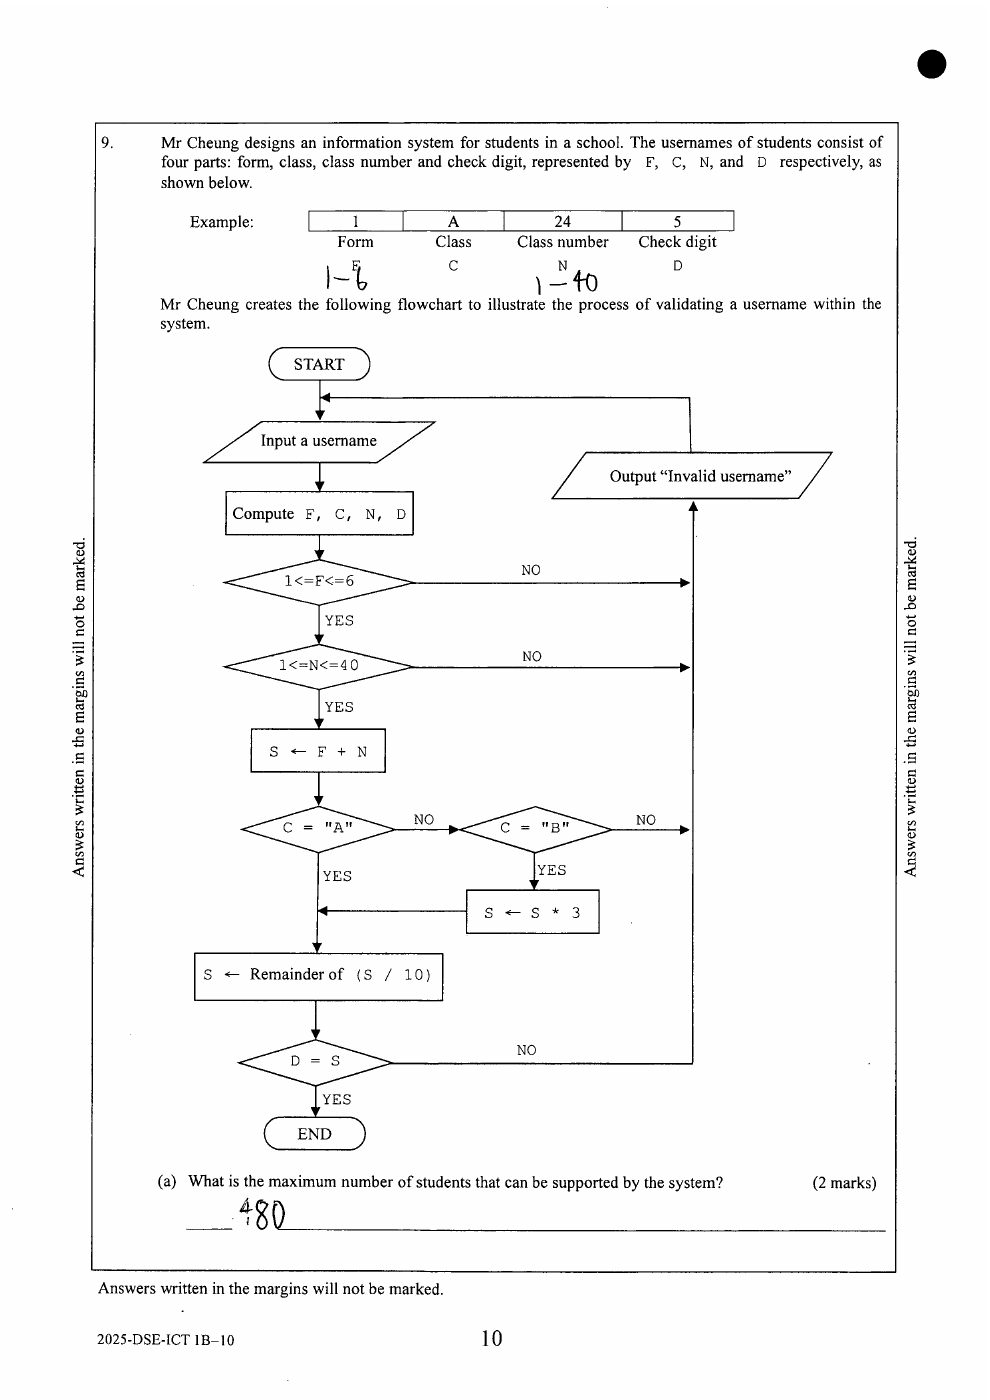 9. Mr Cheung designs an information system for students in a school. The usernames of students consist of
four parts: form, class, class number and check digit, represented by F, C, N, and D respectively, as
shown below.
Example: 1 A 24 5
Form Class Class number Check digit
F C N D
1-6 1-40
Mr Cheung creates the following flowchart to illustrate the process of validating a username within the
system.
START
Input a username
Output “Invalid username”
Compute F, C, N, D
1<=F<=6
NO
YES
1<=N<=40
NO
YES
S ← F + N
C = "A"
NO
C = "B"
NO
YES
YES
S ← S * 3
S ← Remainder of (S / 10)
D = S
NO
YES
END
(a) What is the maximum number of students that can be supported by the system? (2 marks)
480
Answers written in the margins will not be marked.
Answers written in the margins will not be marked.
Answers written in the margins will not be marked.
2025-DSE-ICT 1B–10
10